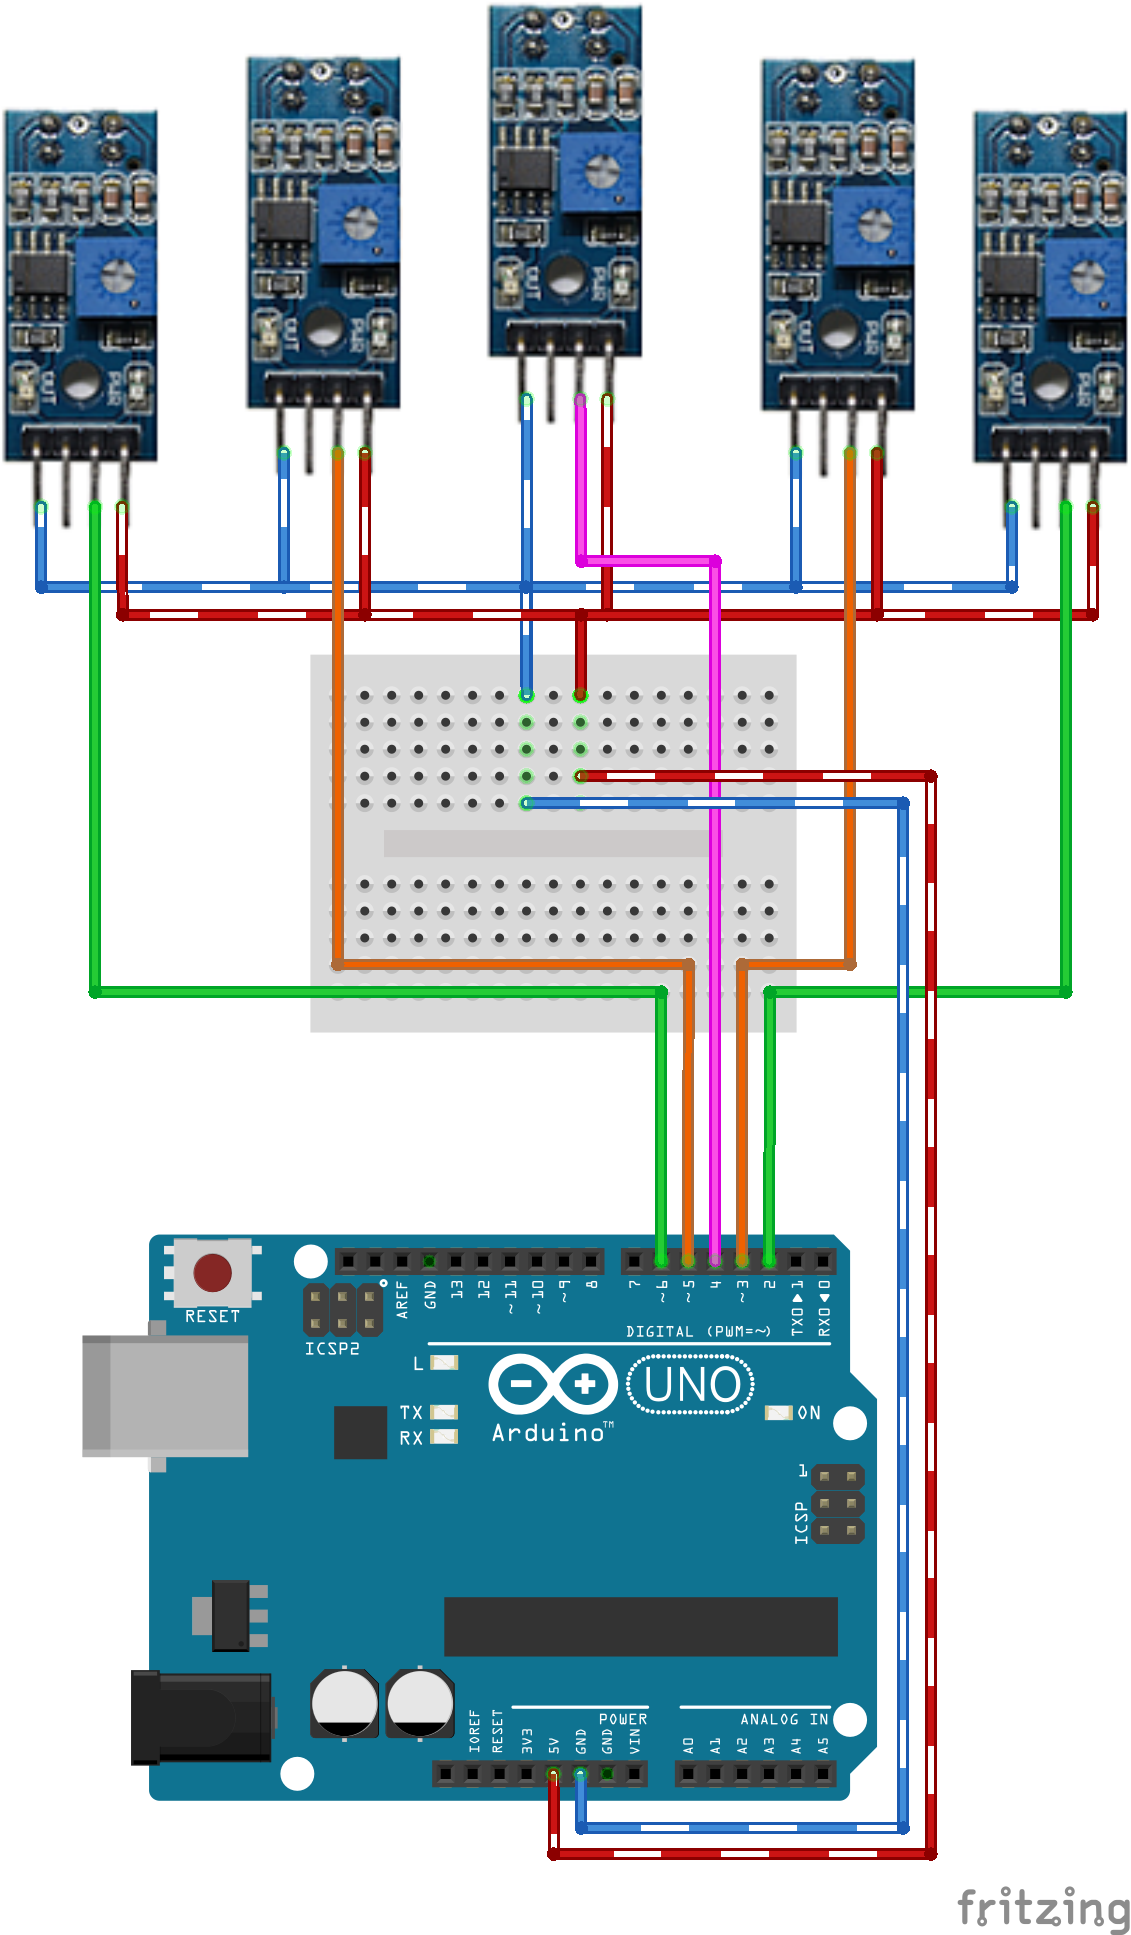 OUT PWR
OUT PWR
OUT PWR
OUT PWR
OUT PWR
RESET
ICSP2
AREF
GND
13
12
~11
~10
~9
8
7
~6
~5
4
~3
2
TX0▶1
RX0◀0
DIGITAL (PWM=~)
L
TX
RX
Arduino™
UNO
ON
1
ICSP
IOREF
RESET
3V3
5V
GND
GND
VIN
POWER
ANALOG IN
A0
A1
A2
A3
A4
A5
fritzing